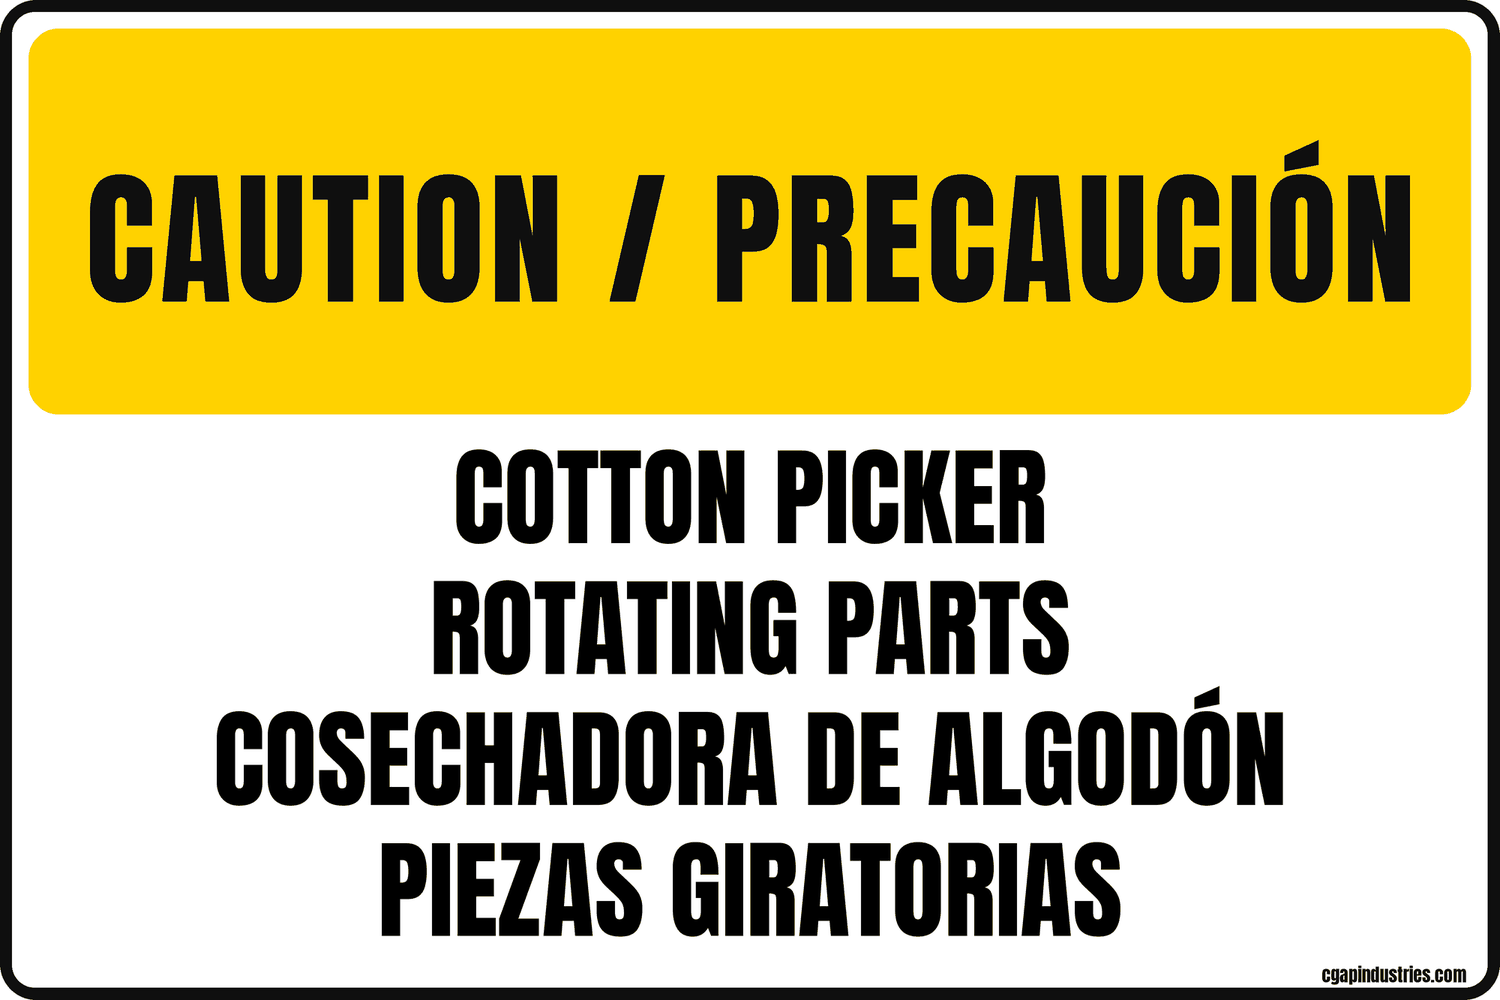 CAUTION / PRECAUCIÓN
COTTON PICKER
ROTATING PARTS
COSECHADORA DE ALGODÓN
PIEZAS GIRATORIAS
cgapindustries.com